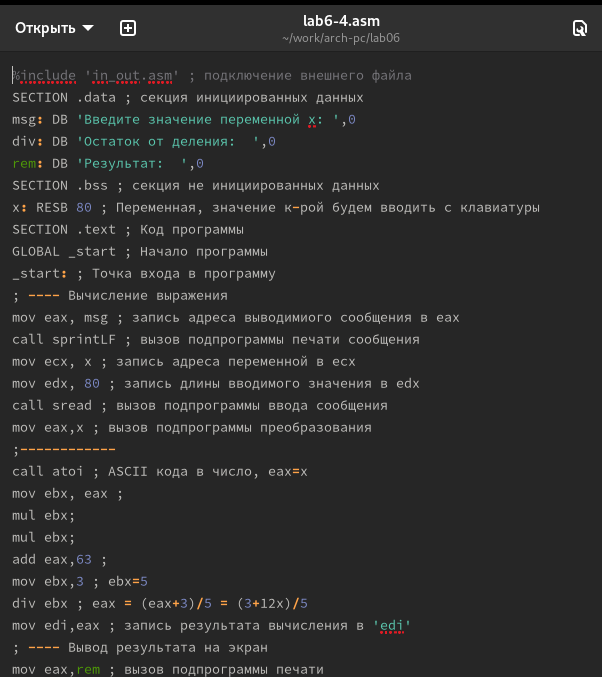 Открыть
lab6-4.asm
~/work/arch-pc/lab06
%include 'in_out.asm' ; подключение внешнего файла
SECTION .data ; секция инициированных данных
msg: DB 'Введите значение переменной x: ',0
div: DB 'Остаток от деления:  ',0
rem: DB 'Результат:  ',0
SECTION .bss ; секция не инициированных данных
x: RESB 80 ; Переменная, значение к-рой будем вводить с клавиатуры
SECTION .text ; Код программы
GLOBAL _start ; Начало программы
_start: ; Точка входа в программу
; ---- Вычисление выражения
mov eax, msg ; запись адреса выводимиого сообщения в eax
call sprintLF ; вызов подпрограммы печати сообщения
mov ecx, x ; запись адреса переменной в ecx
mov edx, 80 ; запись длины вводимого значения в edx
call sread ; вызов подпрограммы ввода сообщения
mov eax,x ; вызов подпрограммы преобразования
;------------
call atoi ; ASCII кода в число, eax=x
mov ebx, eax ;
mul ebx;
mul ebx;
add eax,63 ;
mov ebx,3 ; ebx=5
div ebx ; eax = (eax+3)/5 = (3+12x)/5
mov edi,eax ; запись результата вычисления в 'edi'
; ---- Вывод результата на экран
mov eax,rem ; вызов подпрограммы печати